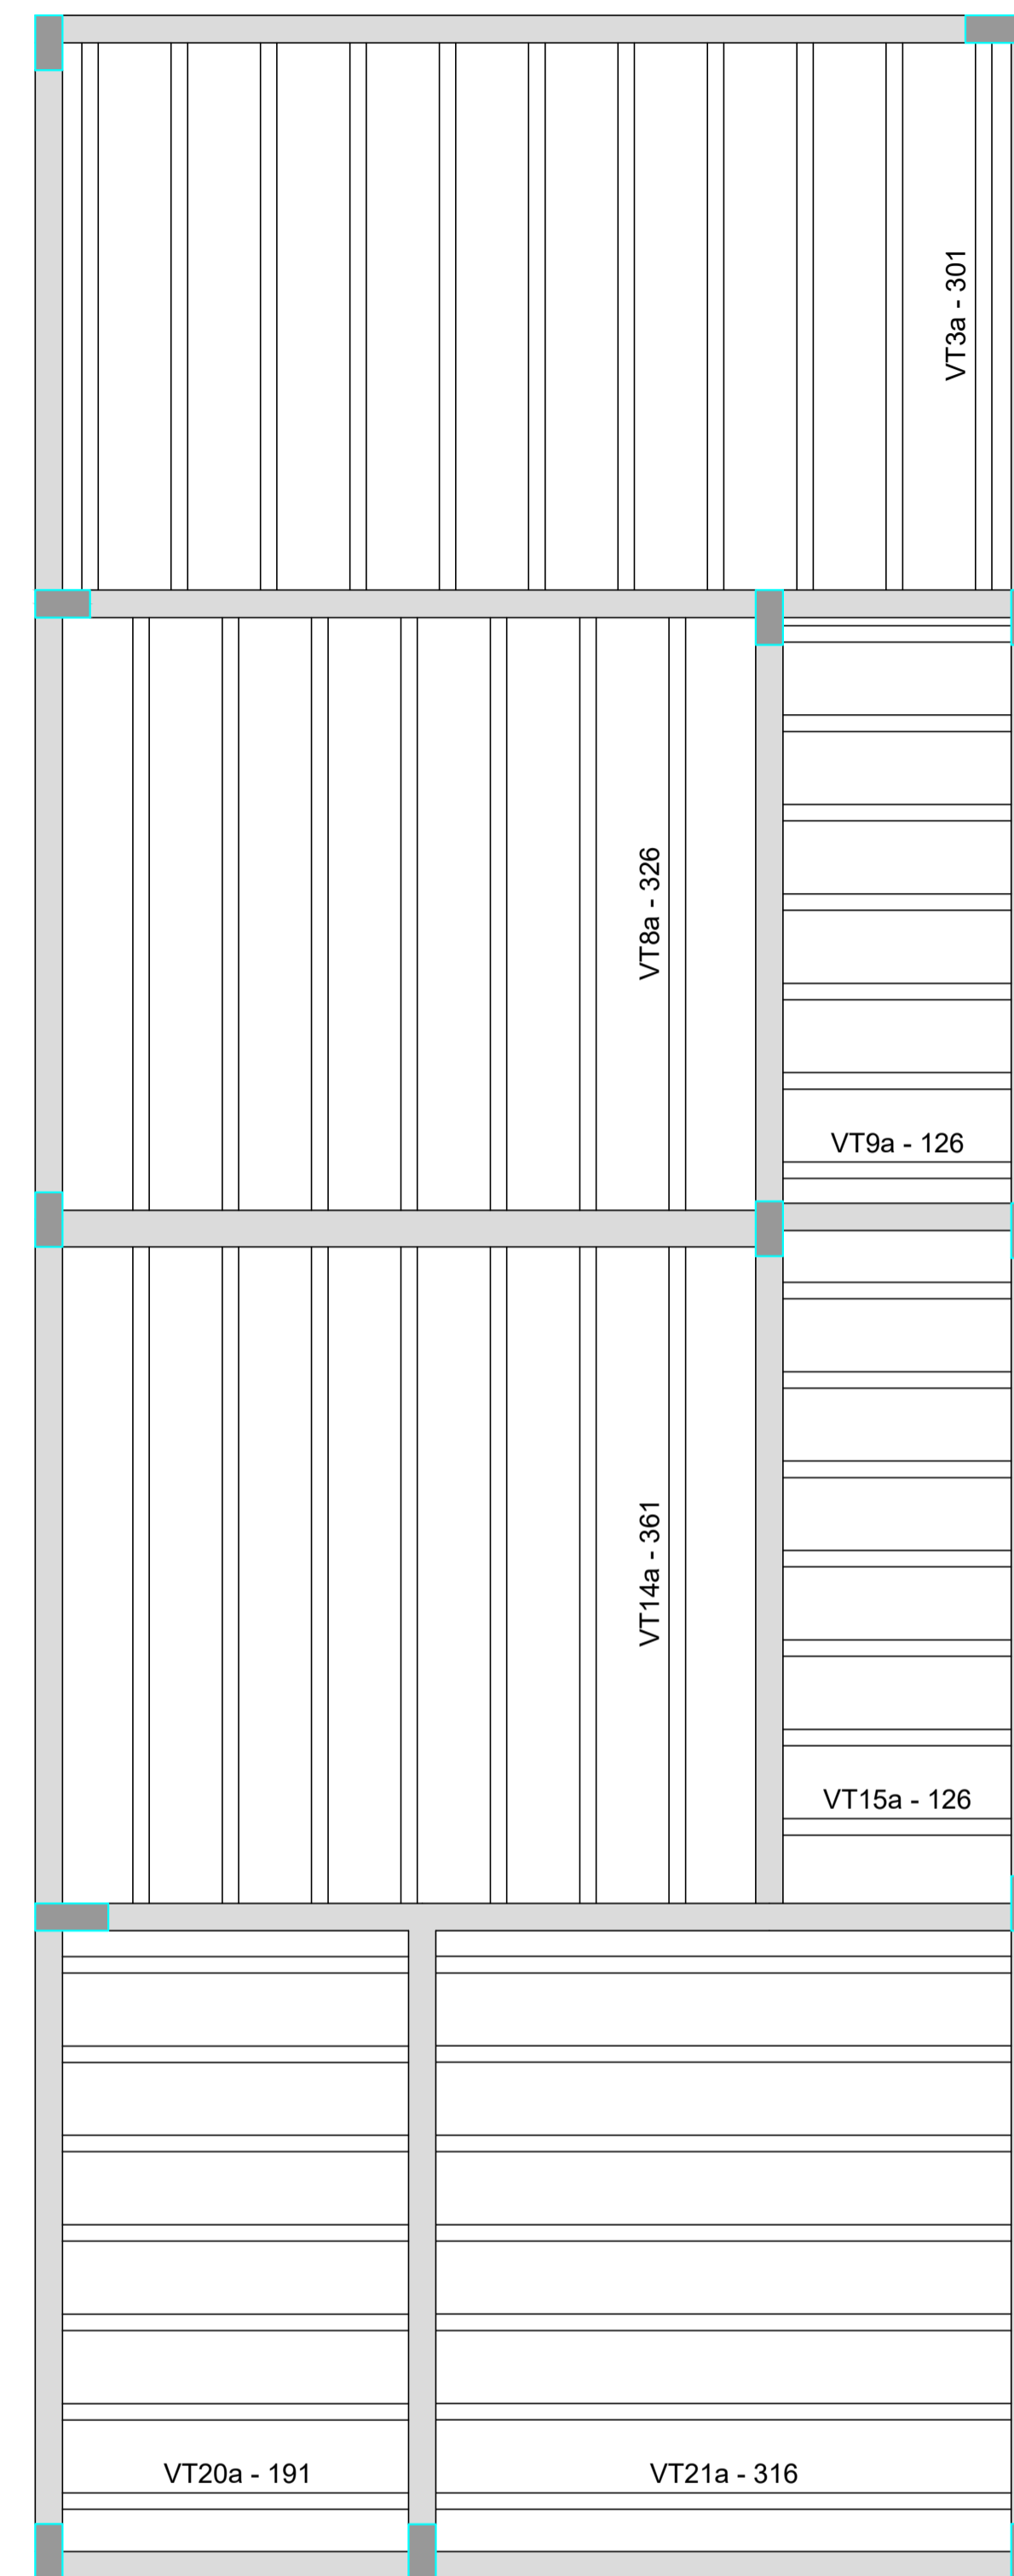 VT3a - 301
VT8a - 326
VT9a - 126
VT14a - 361
VT15a - 126
VT20a - 191
VT21a - 316